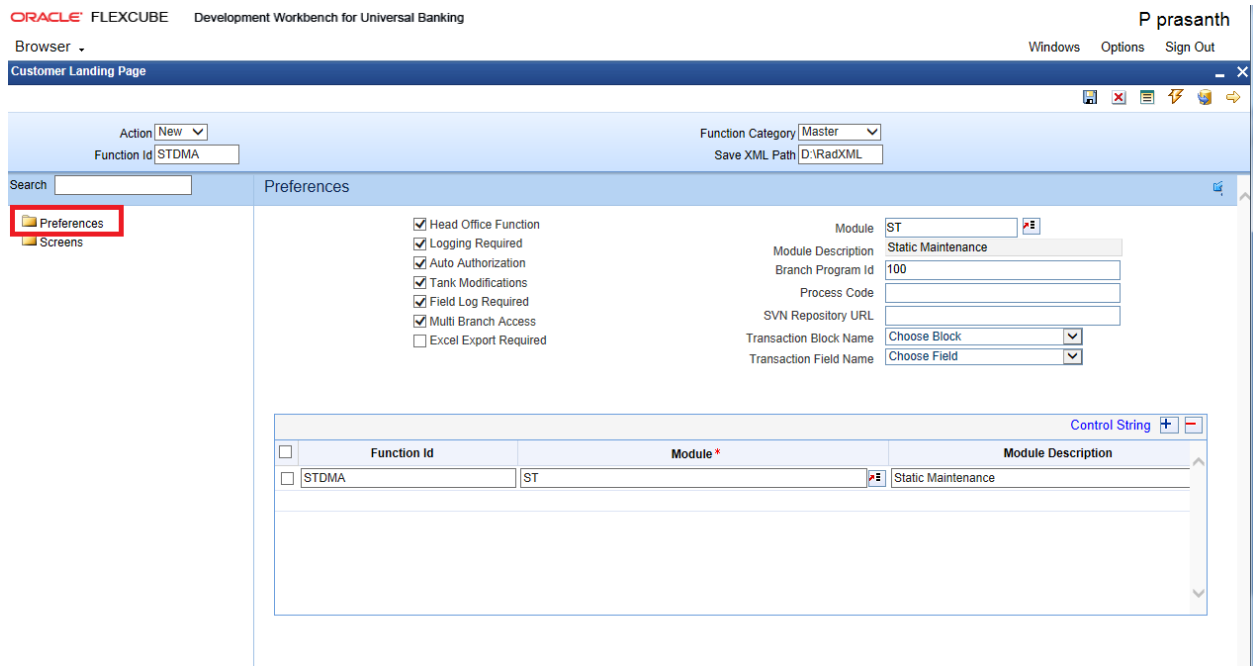 ORACLE FLEXCUBE Development Workbench for Universal Banking P prasanth
Browser Windows Options Sign Out
Customer Landing Page
Action New Function Category Master
Function Id STDMA Save XML Path D:\RadXML
Search Preferences
Preferences
Screens
Head Office Function
Logging Required
Auto Authorization
Tank Modifications
Field Log Required
Multi Branch Access
Excel Export Required
Module ST
Module Description Static Maintenance
Branch Program Id 100
Process Code
SVN Repository URL
Transaction Block Name Choose Block
Transaction Field Name Choose Field
Control String
Function Id Module * Module Description
STDMA ST Static Maintenance